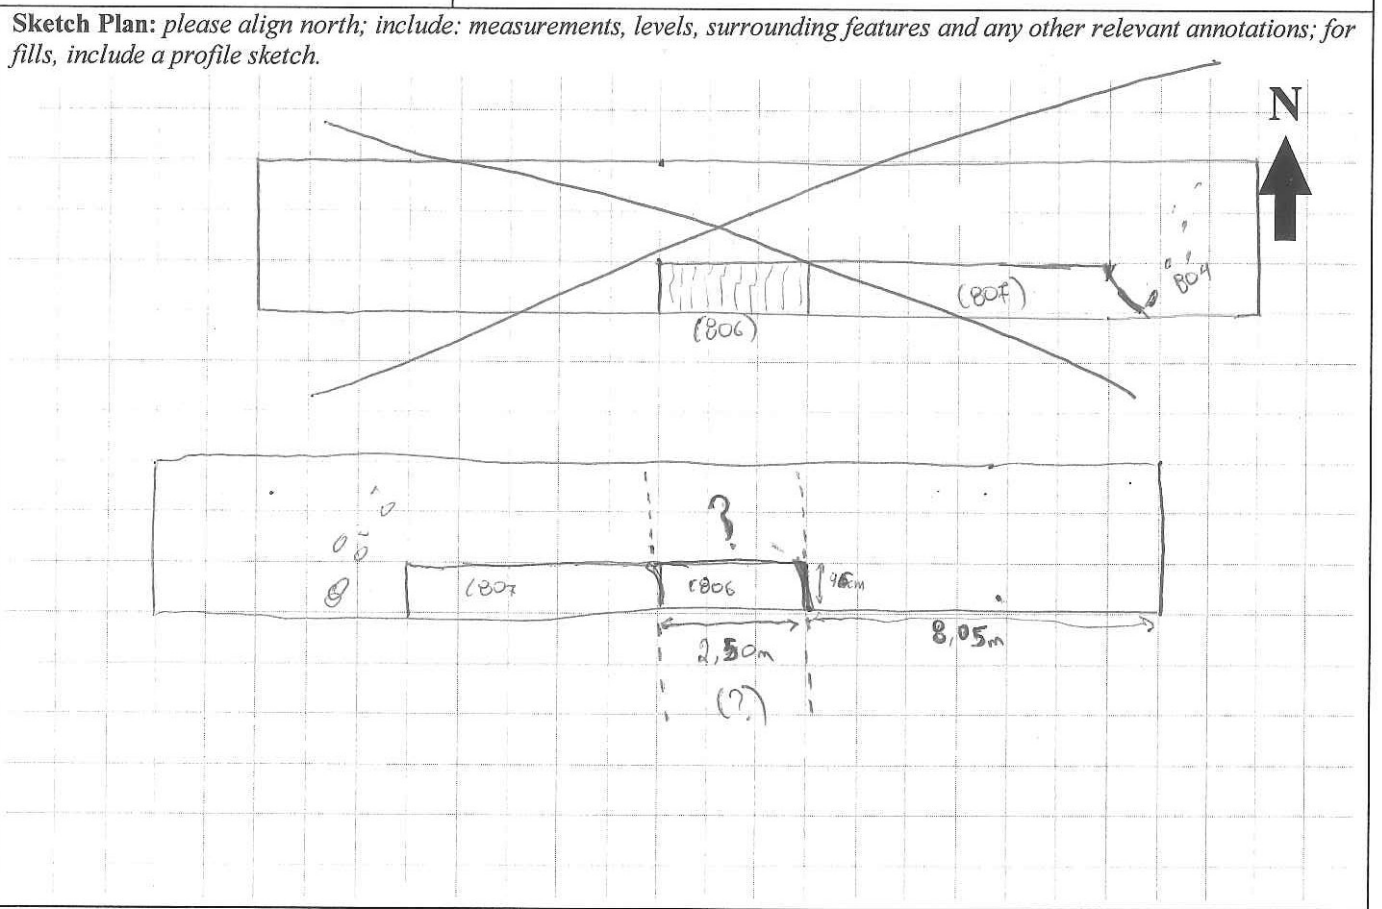 Sketch Plan: please align north; include: measurements, levels, surrounding features and any other relevant annotations; for
fills, include a profile sketch.
N
804
(807)
(806)
?
(807
(806
96cm
2,50m
8,05m
(?)